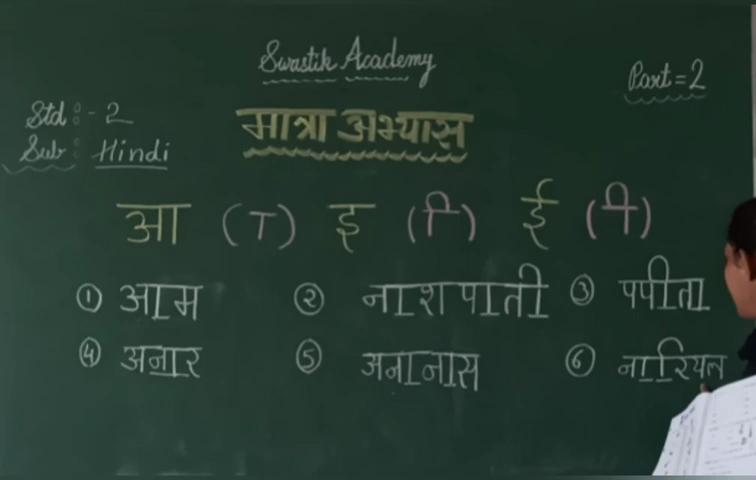 Swastik Academy
Part=2
Std :- 2
Sub : Hindi
मात्रा अभ्यास
आ (ा) इ (ि) ई (ी)
① आम ② नाशपाती ③ पपीता
④ अनार ⑤ अनानास ⑥ नारियल